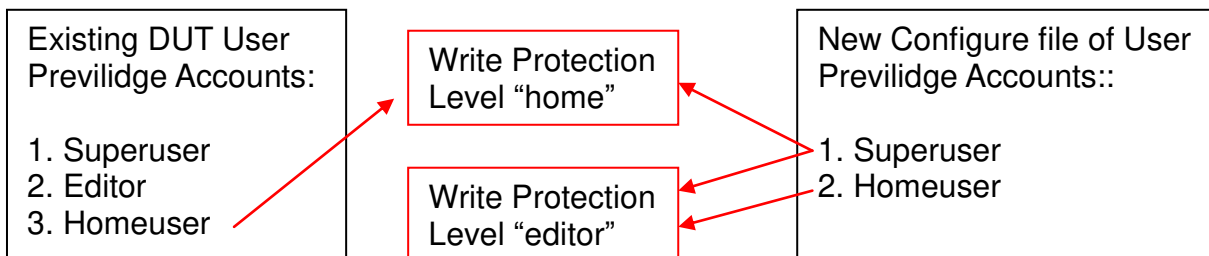 Existing DUT User
Previlidge Accounts:
1. Superuser
2. Editor
3. Homeuser
Write Protection
Level “home”
Write Protection
Level “editor”
New Configure file of User
Previlidge Accounts::
1. Superuser
2. Homeuser